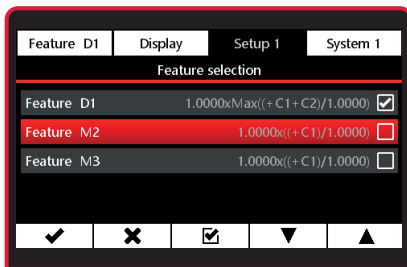 Feature D1 Display Setup 1 System 1
Feature selection
Feature D1 1.0000xMax((+C1+C2)/1.0000)
Feature M2 1.0000x((+C1)/1.0000)
Feature M3 1.0000x((+C1)/1.0000)